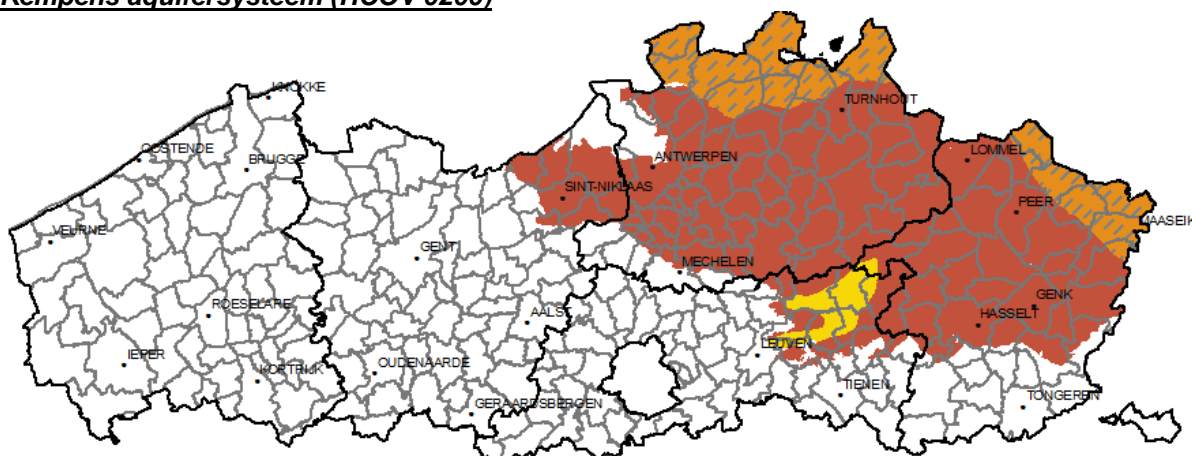 Kempens aquifersysteem (HCOV 0200)
KNOKKE
OOSTENDE
BRUGGE
TURNHOUT
ANTWERPEN
LOMMEL
SINT-NIKLAAS
PEER
MAASEIK
VEURNE
GENT
MECHELEN
ROESELARE
AALST
GENK
HASSELT
IEPER
OUDENAARDE
LEUVEN
KORTRIJK
TIENEN
GERAARDSBERGEN
TONGEREN